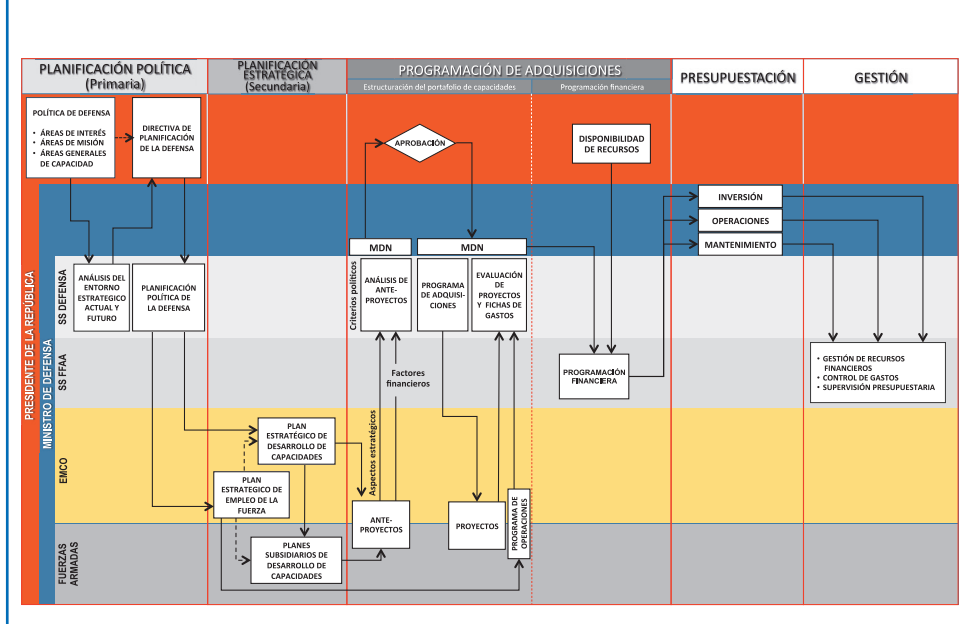 PLANIFICACIÓN POLÍTICA
(Primaria)
PLANIFICACIÓN
ESTRATÉGICA
(Secundaria)
PROGRAMACIÓN DE ADQUISICIONES
Estructuración del portafolio de capacidades
Programación financiera
PRESUPUESTACIÓN
GESTIÓN
PRESIDENTE DE LA REPÚBLICA
MINISTRO DE DEFENSA
SS DEFENSA
SS FFAA
EMCO
FUERZAS
ARMADAS
POLÍTICA DE DEFENSA
• ÁREAS DE INTERÉS
• ÁREAS DE MISIÓN
• ÁREAS GENERALES
DE CAPACIDAD
DIRECTIVA DE
PLANIFICACIÓN
DE LA DEFENSA
APROBACIÓN
DISPONIBILIDAD
DE RECURSOS
INVERSIÓN
OPERACIONES
MANTENIMIENTO
MDN
MDN
Criterios políticos
ANÁLISIS DEL
ENTORNO
ESTRATEGICO
ACTUAL Y
FUTURO
PLANIFICACIÓN
POLÍTICA DE
LA DEFENSA
ANÁLISIS DE
ANTE-
PROYECTOS
PROGRAMA
DE ADQUISI-
CIONES
EVALUACIÓN
DE
PROYECTOS
Y FICHAS DE
GASTOS
Factores
financieros
PROGRAMACIÓN
FINANCIERA
• GESTIÓN DE RECURSOS
FINANCIEROS
• CONTROL DE GASTOS
• SUPERVISIÓN PRESUPUESTARIA
PLAN
ESTRATÉGICO DE
DESARROLLO DE
CAPACIDADES
Aspectos estratégicos
PLAN
ESTRATEGICO DE
EMPLEO DE LA
FUERZA
ANTE-
PROYECTOS
PROYECTOS
PROGRAMA DE
OPERACIONES
PLANES
SUBSIDIARIOS DE
DESARROLLO DE
CAPACIDADES